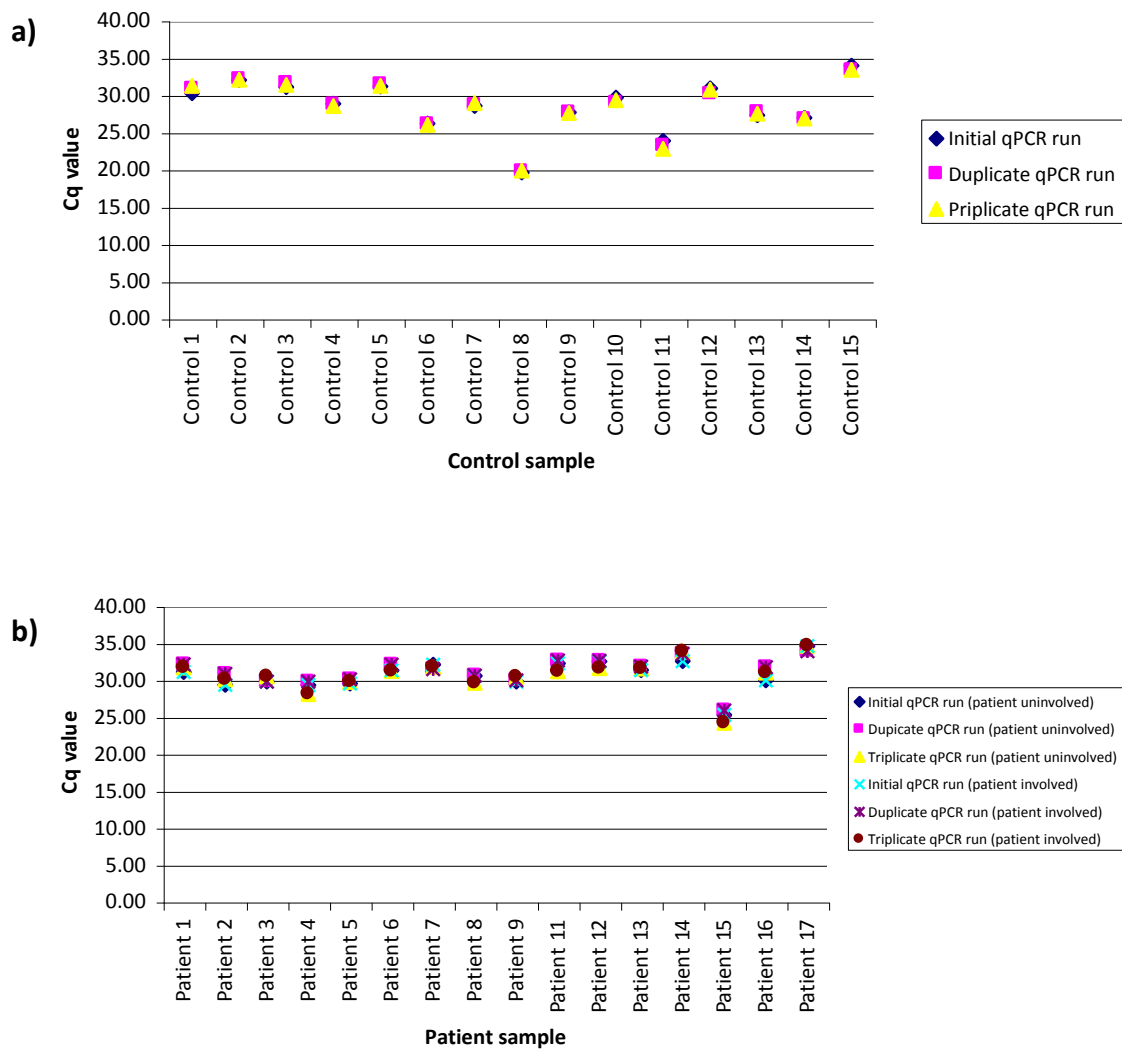 a)
40.00
35.00
30.00
25.00
20.00
15.00
10.00
5.00
0.00
Cq value
Control 1
Control 2
Control 3
Control 4
Control 5
Control 6
Control 7
Control 8
Control 9
Control 10
Control 11
Control 12
Control 13
Control 14
Control 15
Control sample
Initial qPCR run
Duplicate qPCR run
Priplicate qPCR run
b)
40.00
35.00
30.00
25.00
20.00
15.00
10.00
5.00
0.00
Cq value
Patient 1
Patient 2
Patient 3
Patient 4
Patient 5
Patient 6
Patient 7
Patient 8
Patient 9
Patient 11
Patient 12
Patient 13
Patient 14
Patient 15
Patient 16
Patient 17
Patient sample
Initial qPCR run (patient uninvolved)
Dupicate qPCR run (patient uninvolved)
Triplicate qPCR run (patient uninvolved)
Initial qPCR run (patient involved)
Duplicate qPCR run (patient involved)
Triplicate qPCR run (patient involved)